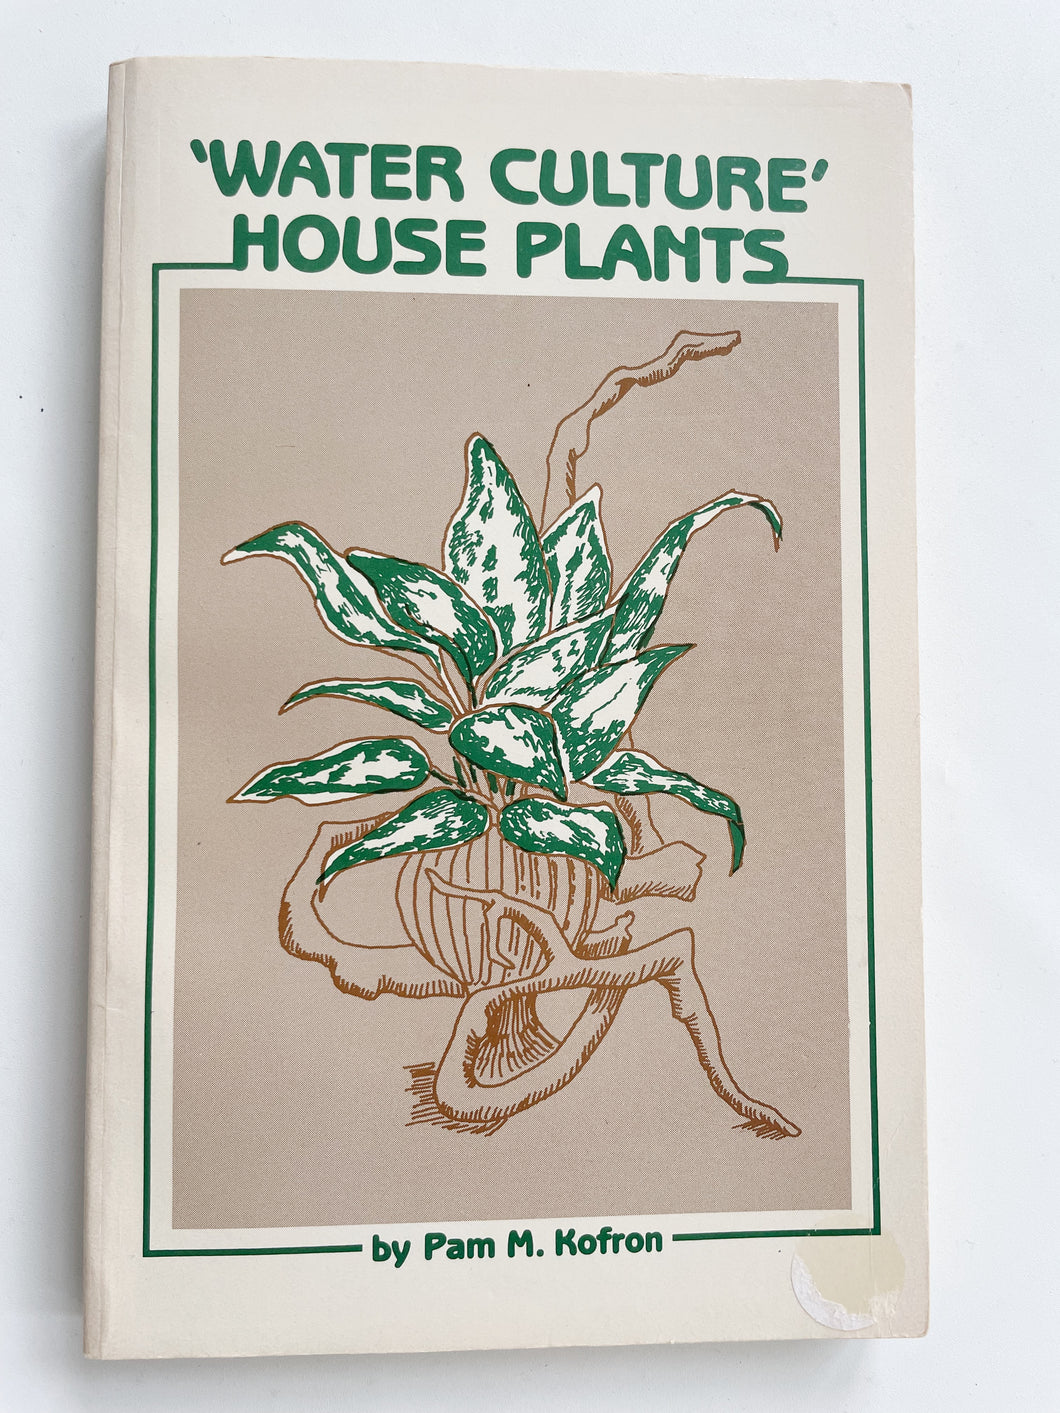 'WATER CULTURE'
HOUSE PLANTS
by Pam M. Kofron